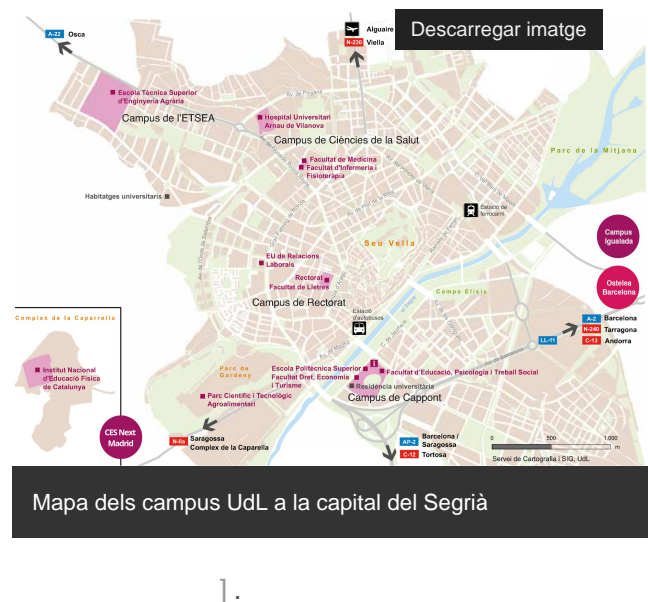 Descarregar imatge
A-22 Osca
Alguaire
N-230 Viella
Escola Tècnica Superior
d'Enginyeria Agrària
Campus de l'ETSEA
Hospital Universitari
Arnau de Vilanova
Campus de Ciències de la Salut
Facultat de Medicina
Facultat d'Infermeria i
Fisioteràpia
Parc de la Mitjana
Habitatges universitaris
Estació de
ferrocarril
Seu Vella
Campus
Igualada
EU de Relacions
Laborals
Rectorat
Facultat de Lletres
Campus de Rectorat
Camps Elisis
Ostelea
Barcelona
Complex de la Caparrella
Estació
d'autobusos
A-2 Barcelona
N-240 Tarragona
C-13 Andorra
LL-11
Institut Nacional
d'Educació Física
de Catalunya
Parc de
Gardeny
Escola Politècnica Superior
Facultat Dret, Economia
i Turisme
Facultat d'Educació, Psicologia i Treball Social
Residència universitària
Campus de Cappont
Parc Científic i Tecnològic
Agroalimentari
CES Next
Madrid
N-IIa Saragossa
Complex de la Caparella
AP-2 Barcelona /
Saragossa
C-12 Tortosa
0 500 1.000
m
Servei de Cartografia i SIG, UdL
Mapa dels campus UdL a la capital del Segrià
].